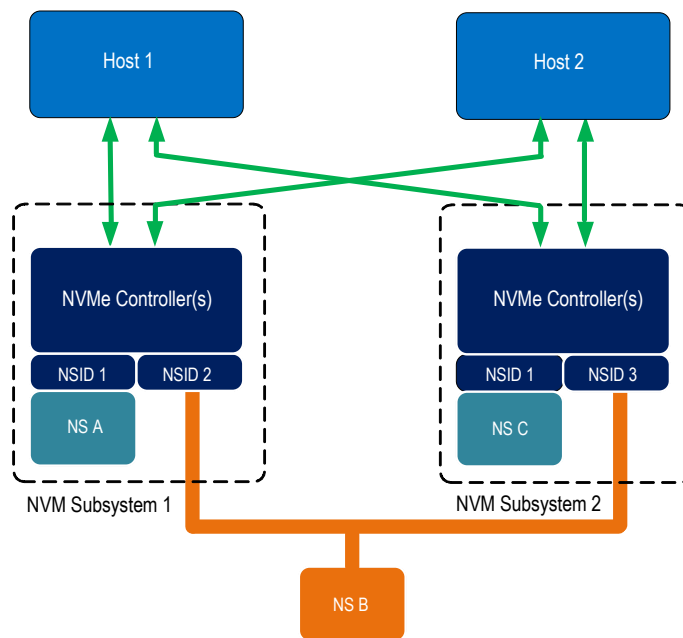 Host 1
Host 2
NVMe Controller(s)
NVMe Controller(s)
NSID 1
NSID 2
NSID 1
NSID 3
NS A
NS C
NVM Subsystem 1
NVM Subsystem 2
NS B